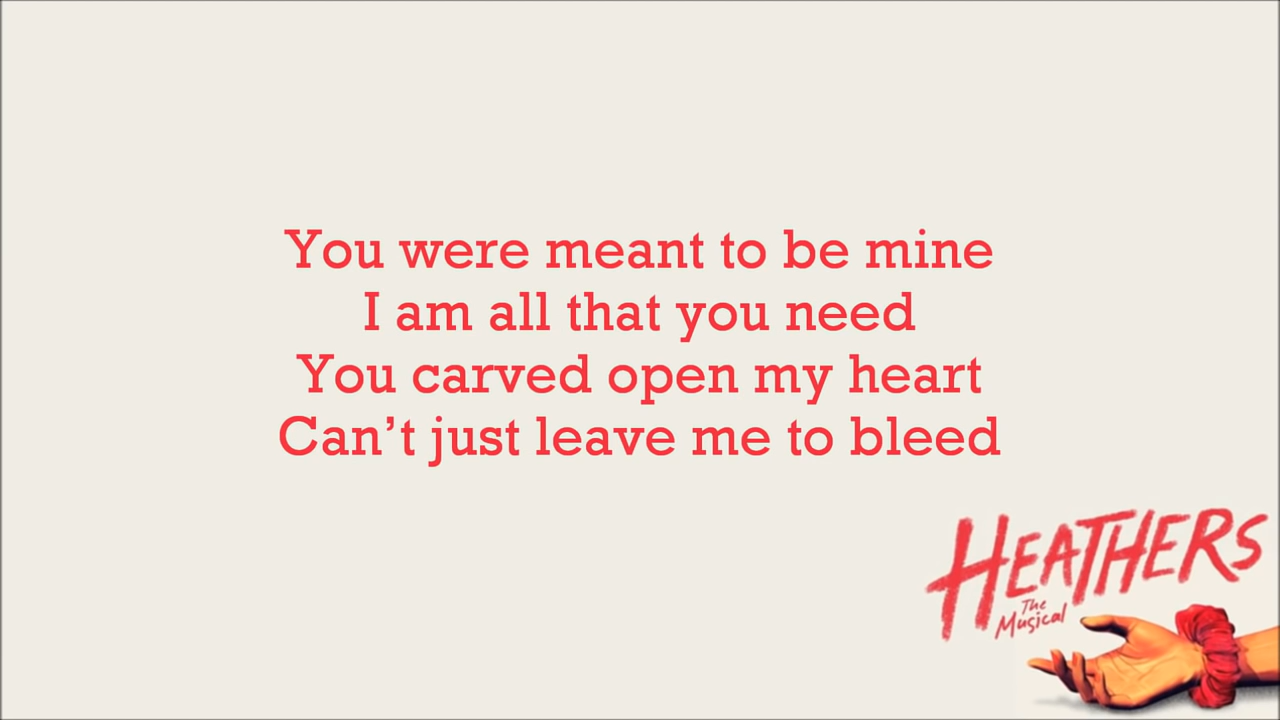 You were meant to be mine
I am all that you need
You carved open my heart
Can’t just leave me to bleed
HEATHERS
The
Musical